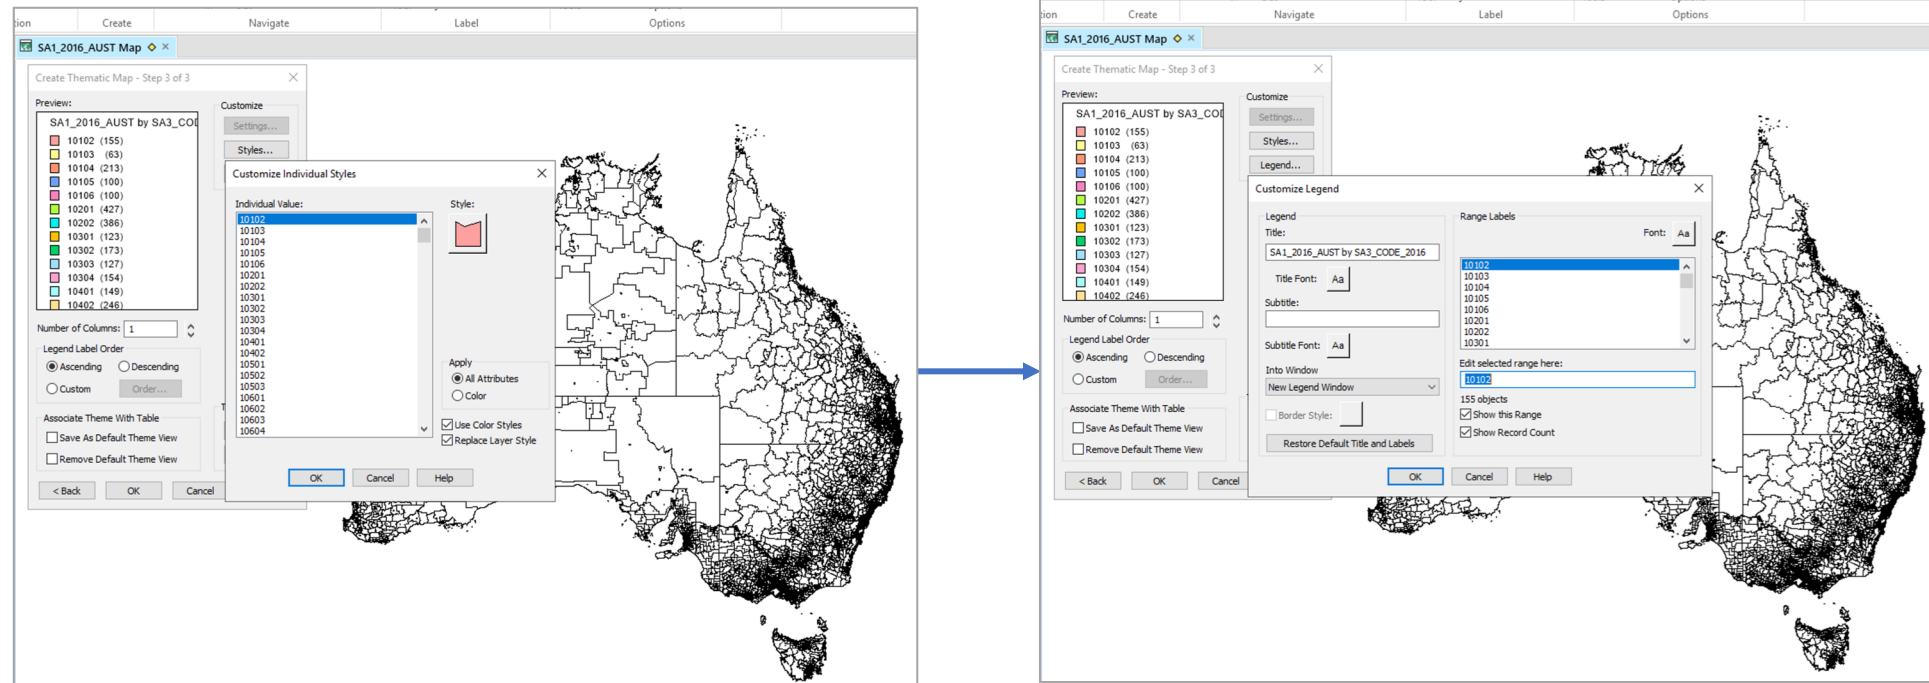 tion Create Navigate Label Options
SA1_2016_AUST Map
Create Thematic Map - Step 3 of 3
Preview:
SA1_2016_AUST by SA3_COD
10102 (155)
10103 (63)
10104 (213)
10105 (100)
10106 (100)
10201 (427)
10202 (386)
10301 (123)
10302 (173)
10303 (127)
10304 (154)
10401 (149)
10402 (246)
Customize
Settings...
Styles...
Number of Columns: 1
Legend Label Order
Ascending Descending
Custom Order...
Associate Theme With Table
Save As Default Theme View
Remove Default Theme View
< Back OK Cancel
Customize Individual Styles
Individual Value:
10102
10103
10104
10105
10106
10201
10202
10301
10302
10303
10304
10401
10402
10501
10502
10503
10601
10602
10603
10604
Style:
Apply
All Attributes
Color
Use Color Styles
Replace Layer Style
OK Cancel Help
tion Create Navigate Label Options
SA1_2016_AUST Map
Create Thematic Map - Step 3 of 3
Preview:
SA1_2016_AUST by SA3_COD
10102 (155)
10103 (63)
10104 (213)
10105 (100)
10106 (100)
10201 (427)
10202 (386)
10301 (123)
10302 (173)
10303 (127)
10304 (154)
10401 (149)
10402 (246)
Customize
Settings...
Styles...
Legend...
Number of Columns: 1
Legend Label Order
Ascending Descending
Custom Order...
Associate Theme With Table
Save As Default Theme View
Remove Default Theme View
< Back OK Cancel
Customize Legend
Legend
Title:
SA1_2016_AUST by SA3_CODE_2016
Title Font: Aa
Subtitle:
Subtitle Font: Aa
Into Window
New Legend Window
Border Style:
Restore Default Title and Labels
Range Labels
Font: Aa
10102
10103
10104
10105
10106
10201
10202
10301
Edit selected range here:
10102
155 objects
Show this Range
Show Record Count
OK Cancel Help